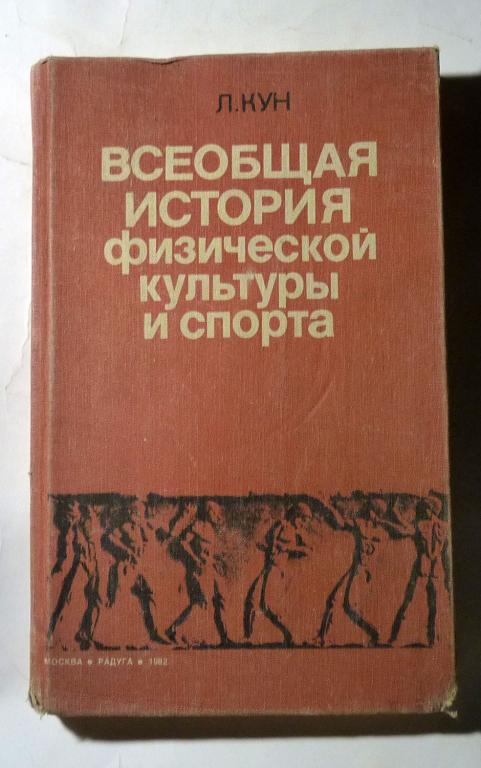 Л.КУН
ВСЕОБЩАЯ
ИСТОРИЯ
физической
культуры
и спорта
МОСКВА • РАДУГА • 1982